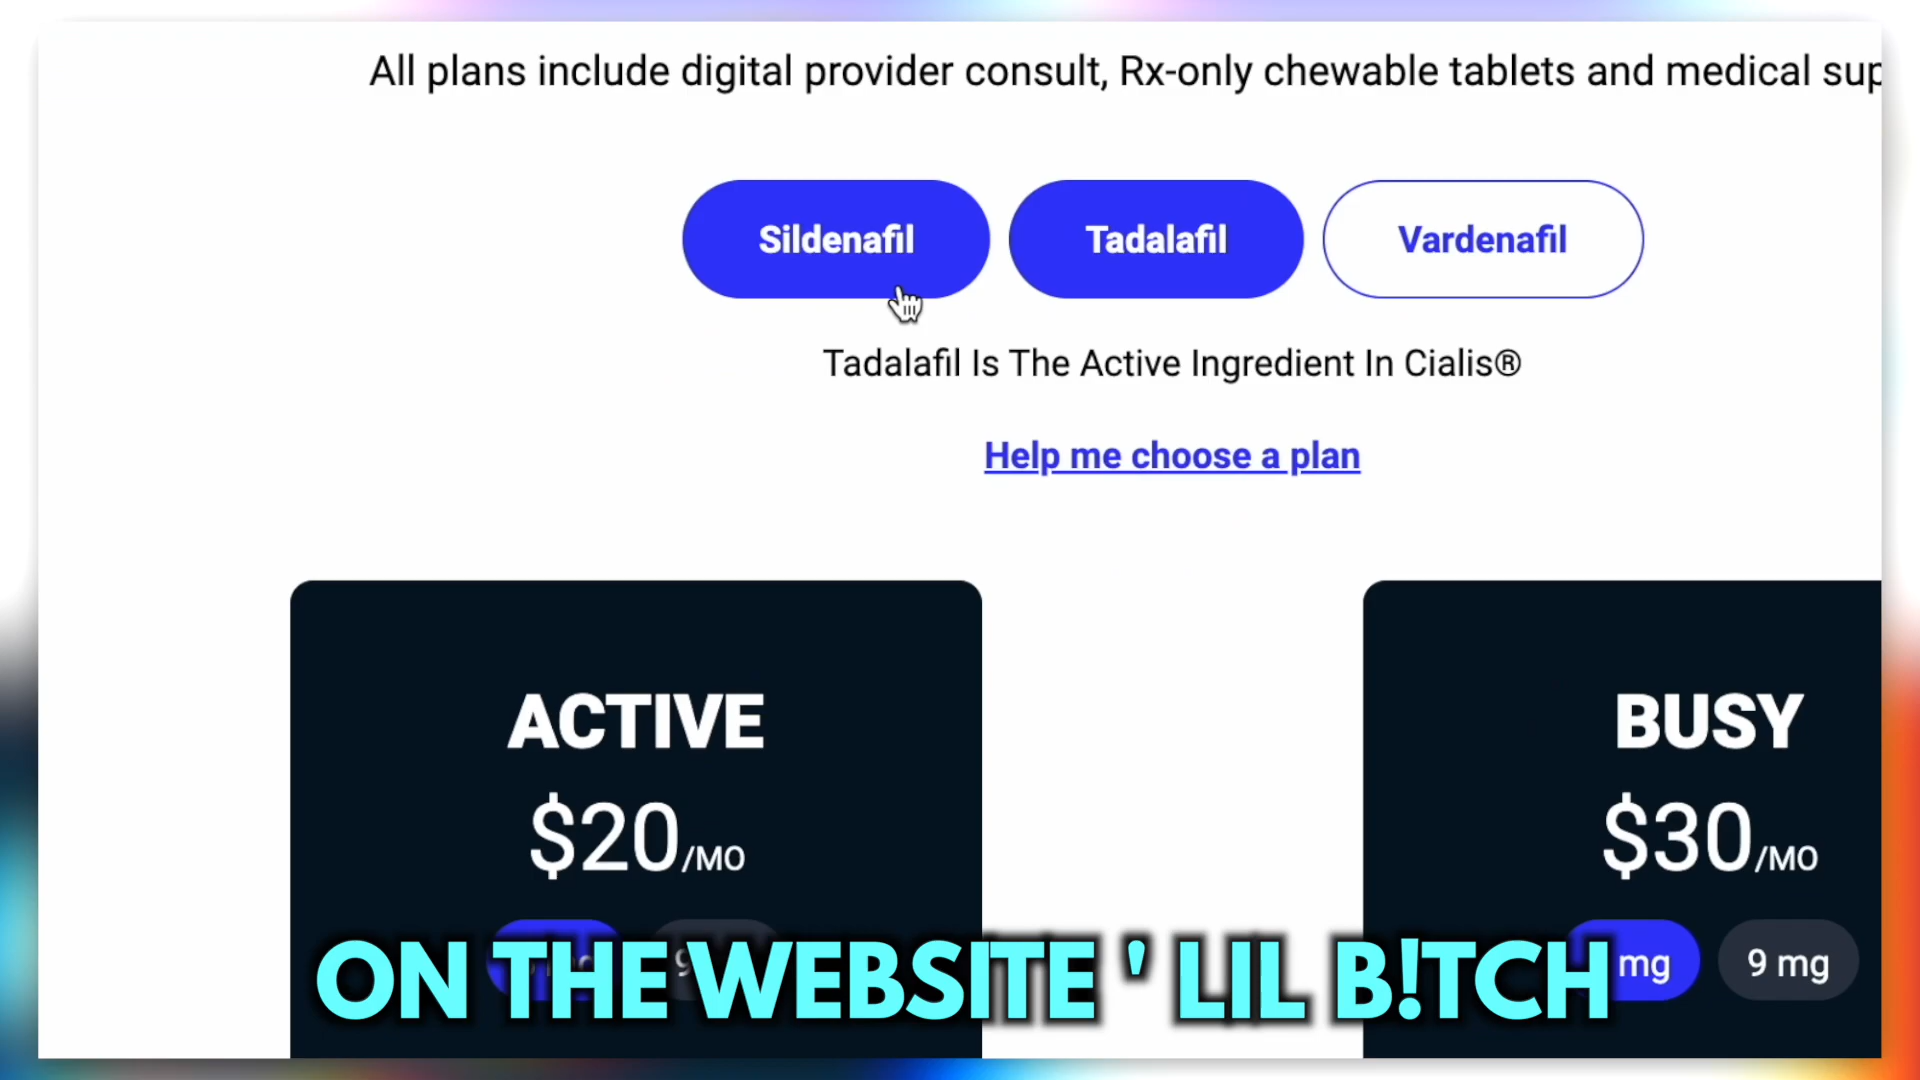 All plans include digital provider consult, Rx-only chewable tablets and medical sup
Sildenafil Tadalafil Vardenafil
Tadalafil Is The Active Ingredient In Cialis®
Help me choose a plan
ACTIVE BUSY
$20/MO $30/MO
mg 9 mg
ON THE WEBSITE ' LIL B!TCH